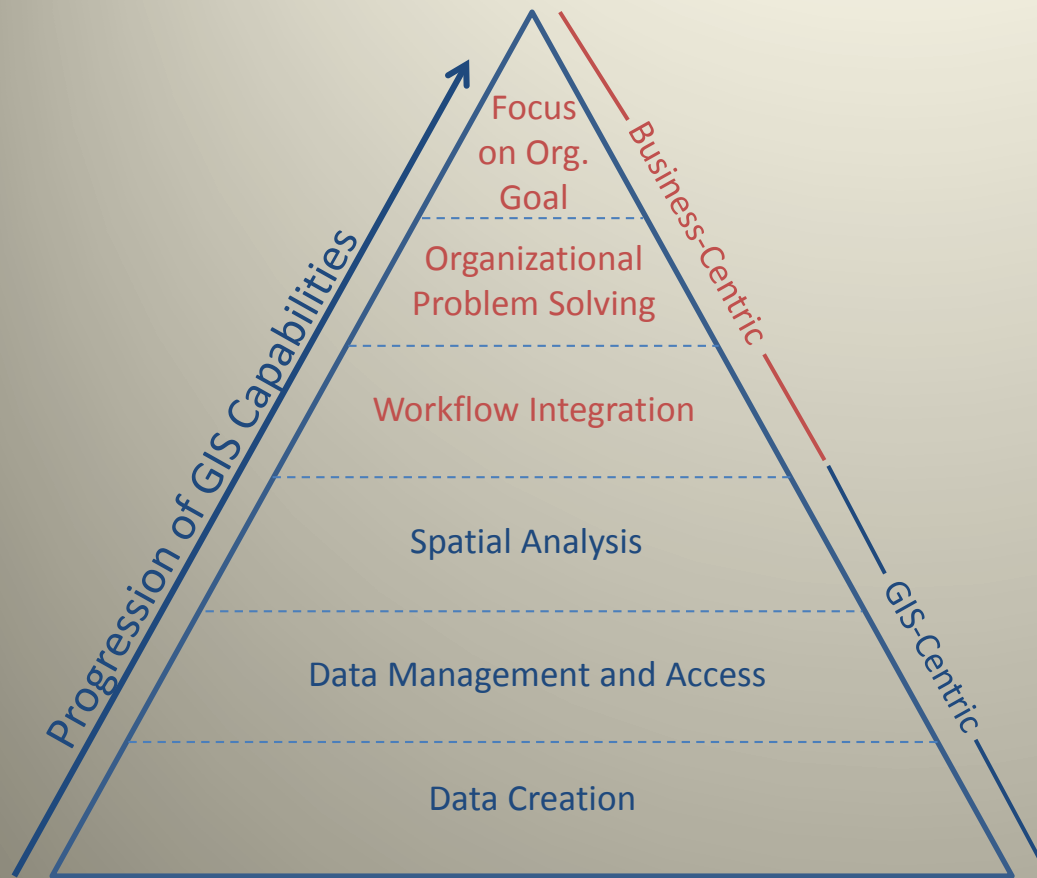 Focus
on Org.
Goal
Organizational
Problem Solving
Workflow Integration
Spatial Analysis
Data Management and Access
Data Creation
Progression of GIS Capabilities
Business-Centric
GIS-Centric